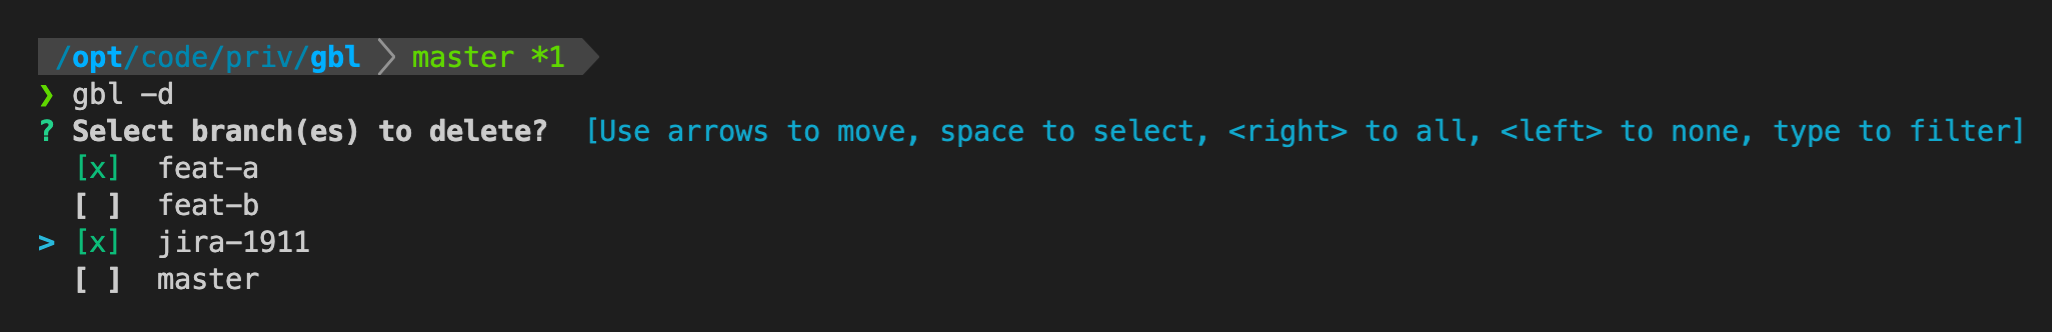 /opt/code/priv/gbl master *1
❯ gbl -d
? Select branch(es) to delete? [Use arrows to move, space to select, <right> to all, <left> to none, type to filter]
[x] feat-a
[ ] feat-b
> [x] jira-1911
[ ] master